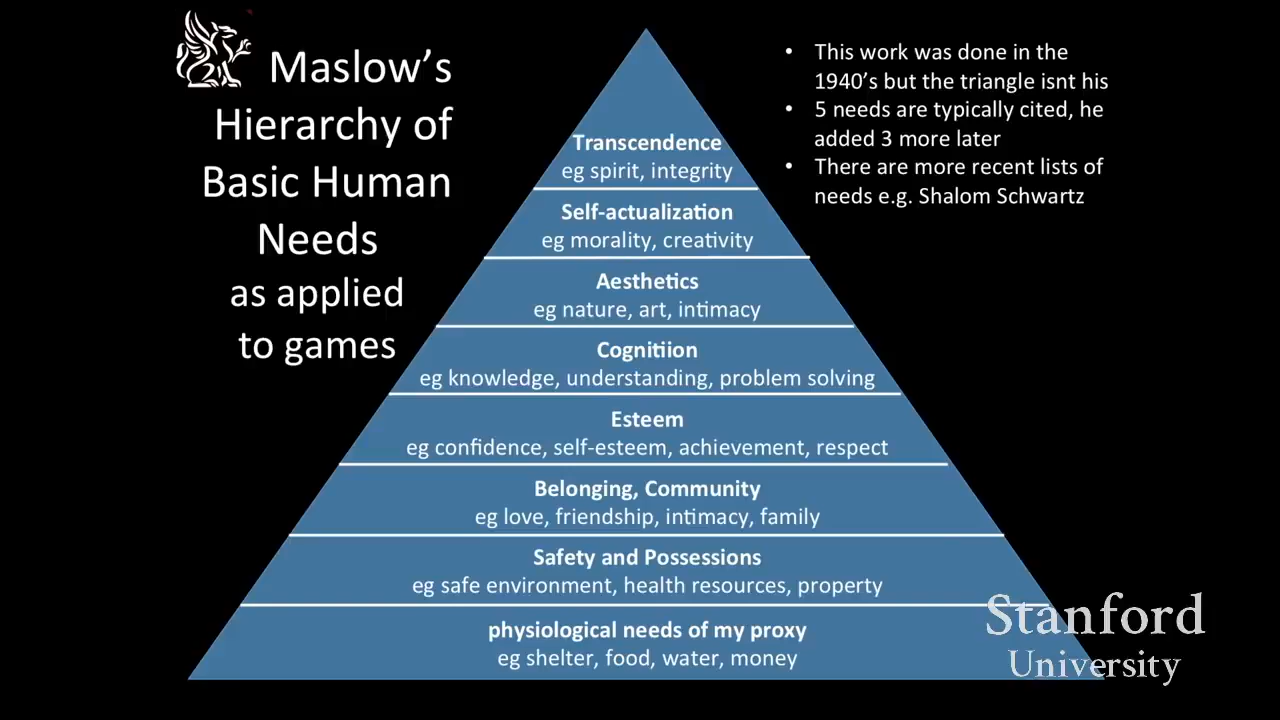 Maslow's
Hierarchy of
Basic Human
Needs
as applied
to games
• This work was done in the
1940's but the triangle isnt his
• 5 needs are typically cited, he
added 3 more later
• There are more recent lists of
needs e.g. Shalom Schwartz
Transcendence
eg spirit, integrity
Self-actualization
eg morality, creativity
Aesthetics
eg nature, art, intimacy
Cognitiion
eg knowledge, understanding, problem solving
Esteem
eg confidence, self-esteem, achievement, respect
Belonging, Community
eg love, friendship, intimacy, family
Safety and Possessions
eg safe environment, health resources, property
physiological needs of my proxy
eg shelter, food, water, money
Stanford
University